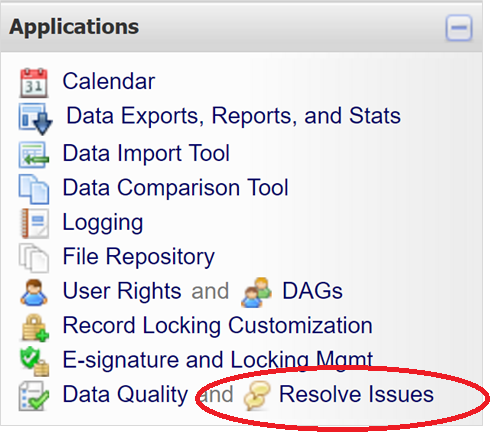 Applications
31
Calendar
Data Exports, Reports, and Stats
Data Import Tool
Data Comparison Tool
Logging
File Repository
User Rights and DAGs
Record Locking Customization
E-signature and Locking Mgmt
Data Quality and Resolve Issues